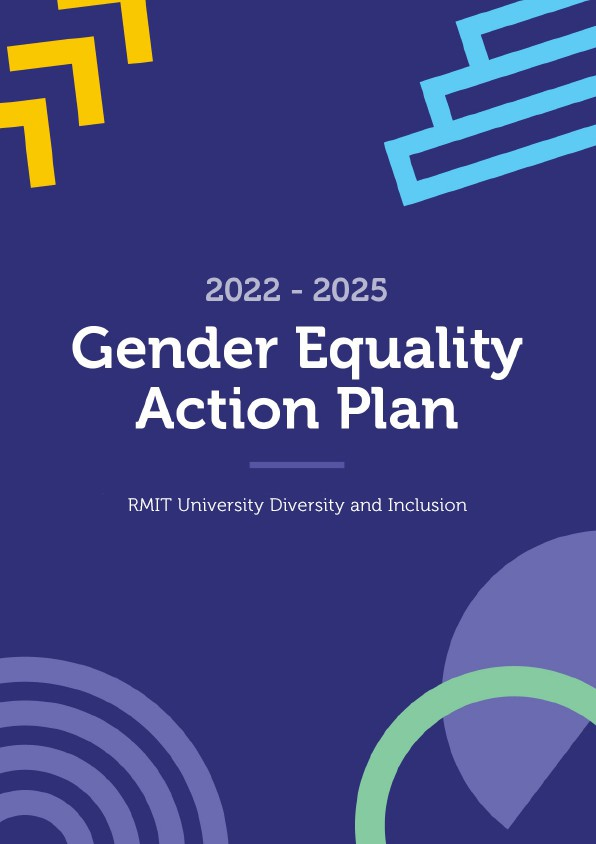 2022 - 2025
Gender Equality
Action Plan
RMIT University Diversity and Inclusion